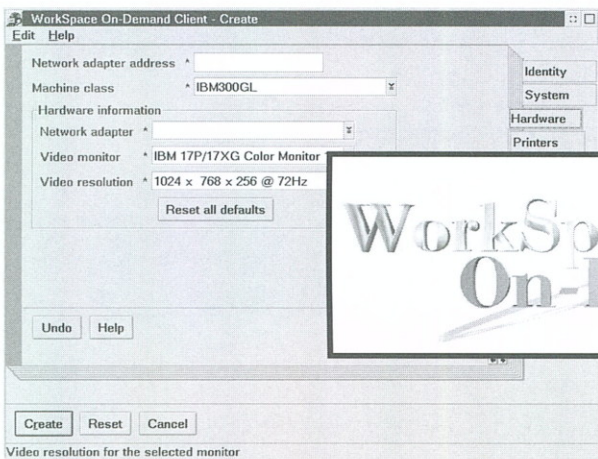 WorkSpace On-Demand Client - Create
Edit Help
Network adapter address *
Machine class * IBM300GL
Hardware information
Network adapter *
Video monitor * IBM 17P/17XG Color Monitor
Video resolution * 1024 x 768 x 256 @ 72Hz
Reset all defaults
Identity
System
Hardware
Printers
WorkSp
On-
Undo Help
Create Reset Cancel
Video resolution for the selected monitor